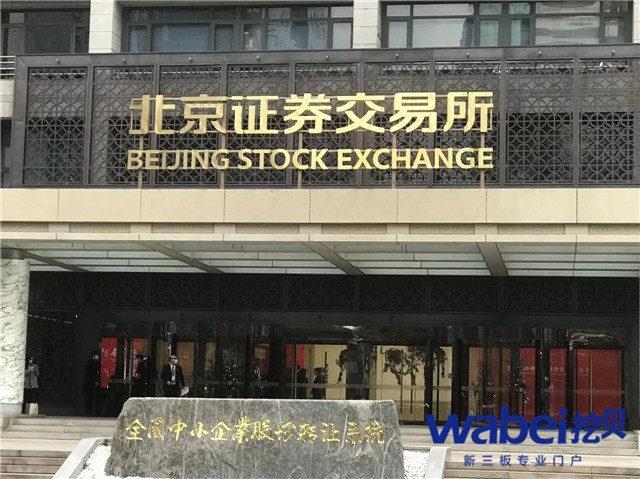 北京证券交易所
BEIJING STOCK EXCHANGE
全国中小企業股份转让系统
wabei挖贝
新三板专业门户